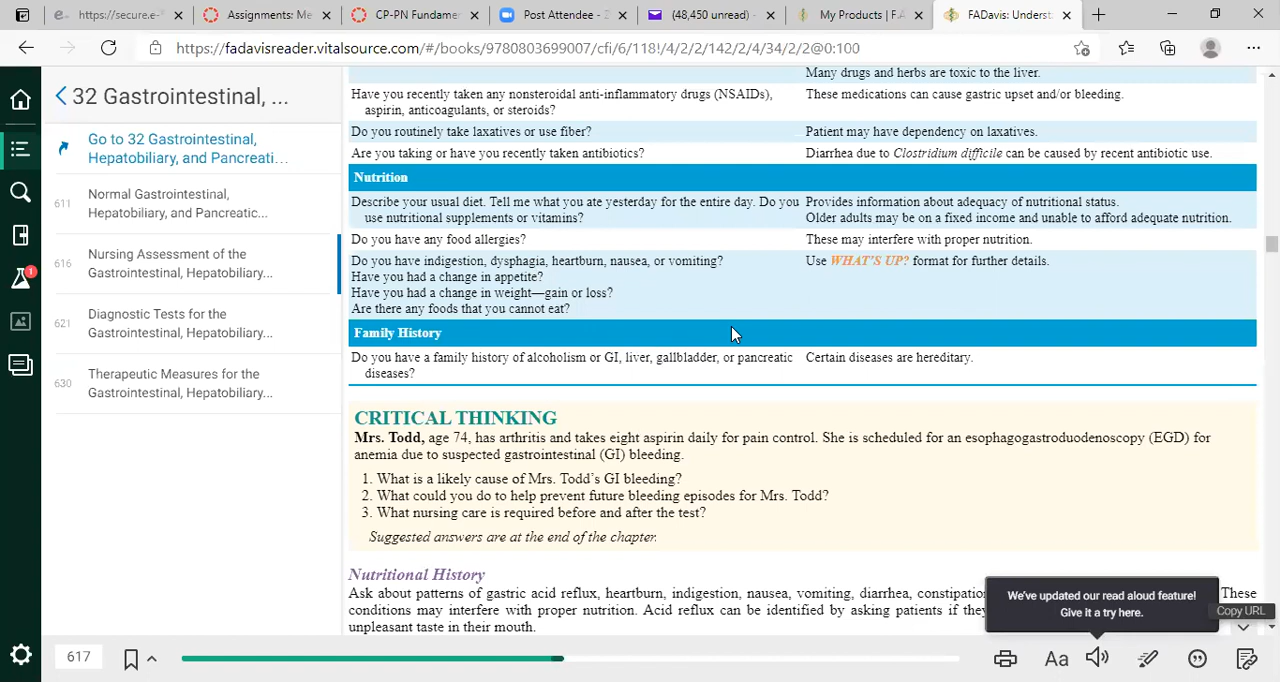 https://secure.e-
Assignments: Me
CP-PN Fundame
Post Attendee - Z
(48,450 unread) -
My Products | F.A
FADavis: Underst
https://fadavisreader.vitalsource.com/#/books/9780803699007/cfi/6/118!/4/2/2/142/2/4/34/2/2@0:100
32 Gastrointestinal, ...
Go to 32 Gastrointestinal,
Hepatobiliary, and Pancreati...
611
Normal Gastrointestinal,
Hepatobiliary, and Pancreatic...
616
Nursing Assessment of the
Gastrointestinal, Hepatobiliary...
621
Diagnostic Tests for the
Gastrointestinal, Hepatobiliary...
630
Therapeutic Measures for the
Gastrointestinal, Hepatobiliary...
1
Many drugs and herbs are toxic to the liver.
Have you recently taken any nonsteroidal anti-inflammatory drugs (NSAIDs),
aspirin, anticoagulants, or steroids?
These medications can cause gastric upset and/or bleeding.
Do you routinely take laxatives or use fiber?
Patient may have dependency on laxatives.
Are you taking or have you recently taken antibiotics?
Diarrhea due to Clostridium difficile can be caused by recent antibiotic use.
Nutrition
Describe your usual diet. Tell me what you ate yesterday for the entire day. Do you
use nutritional supplements or vitamins?
Provides information about adequacy of nutritional status.
Older adults may be on a fixed income and unable to afford adequate nutrition.
Do you have any food allergies?
These may interfere with proper nutrition.
Do you have indigestion, dysphagia, heartburn, nausea, or vomiting?
Have you had a change in appetite?
Have you had a change in weight—gain or loss?
Are there any foods that you cannot eat?
Use WHAT'S UP? format for further details.
Family History
Do you have a family history of alcoholism or GI, liver, gallbladder, or pancreatic
diseases?
Certain diseases are hereditary.
CRITICAL THINKING
Mrs. Todd, age 74, has arthritis and takes eight aspirin daily for pain control. She is scheduled for an esophagogastroduodenoscopy (EGD) for
anemia due to suspected gastrointestinal (GI) bleeding.
1. What is a likely cause of Mrs. Todd's GI bleeding?
2. What could you do to help prevent future bleeding episodes for Mrs. Todd?
3. What nursing care is required before and after the test?
Suggested answers are at the end of the chapter.
Nutritional History
Ask about patterns of gastric acid reflux, heartburn, indigestion, nausea, vomiting, diarrhea, constipation These
conditions may interfere with proper nutrition. Acid reflux can be identified by asking patients if they
unpleasant taste in their mouth.
We've updated our read aloud feature!
Give it a try here.
Copy URL
617
Aa